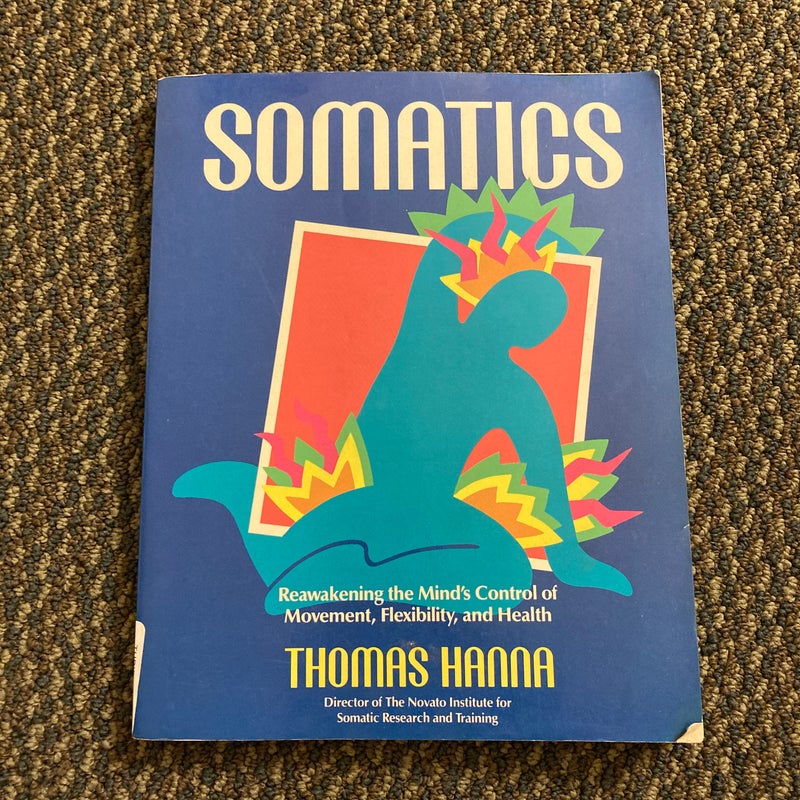 SOMATICS
Reawakening the Mind's Control of
Movement, Flexibility, and Health
THOMAS HANNA
Director of The Novato Institute for
Somatic Research and Training